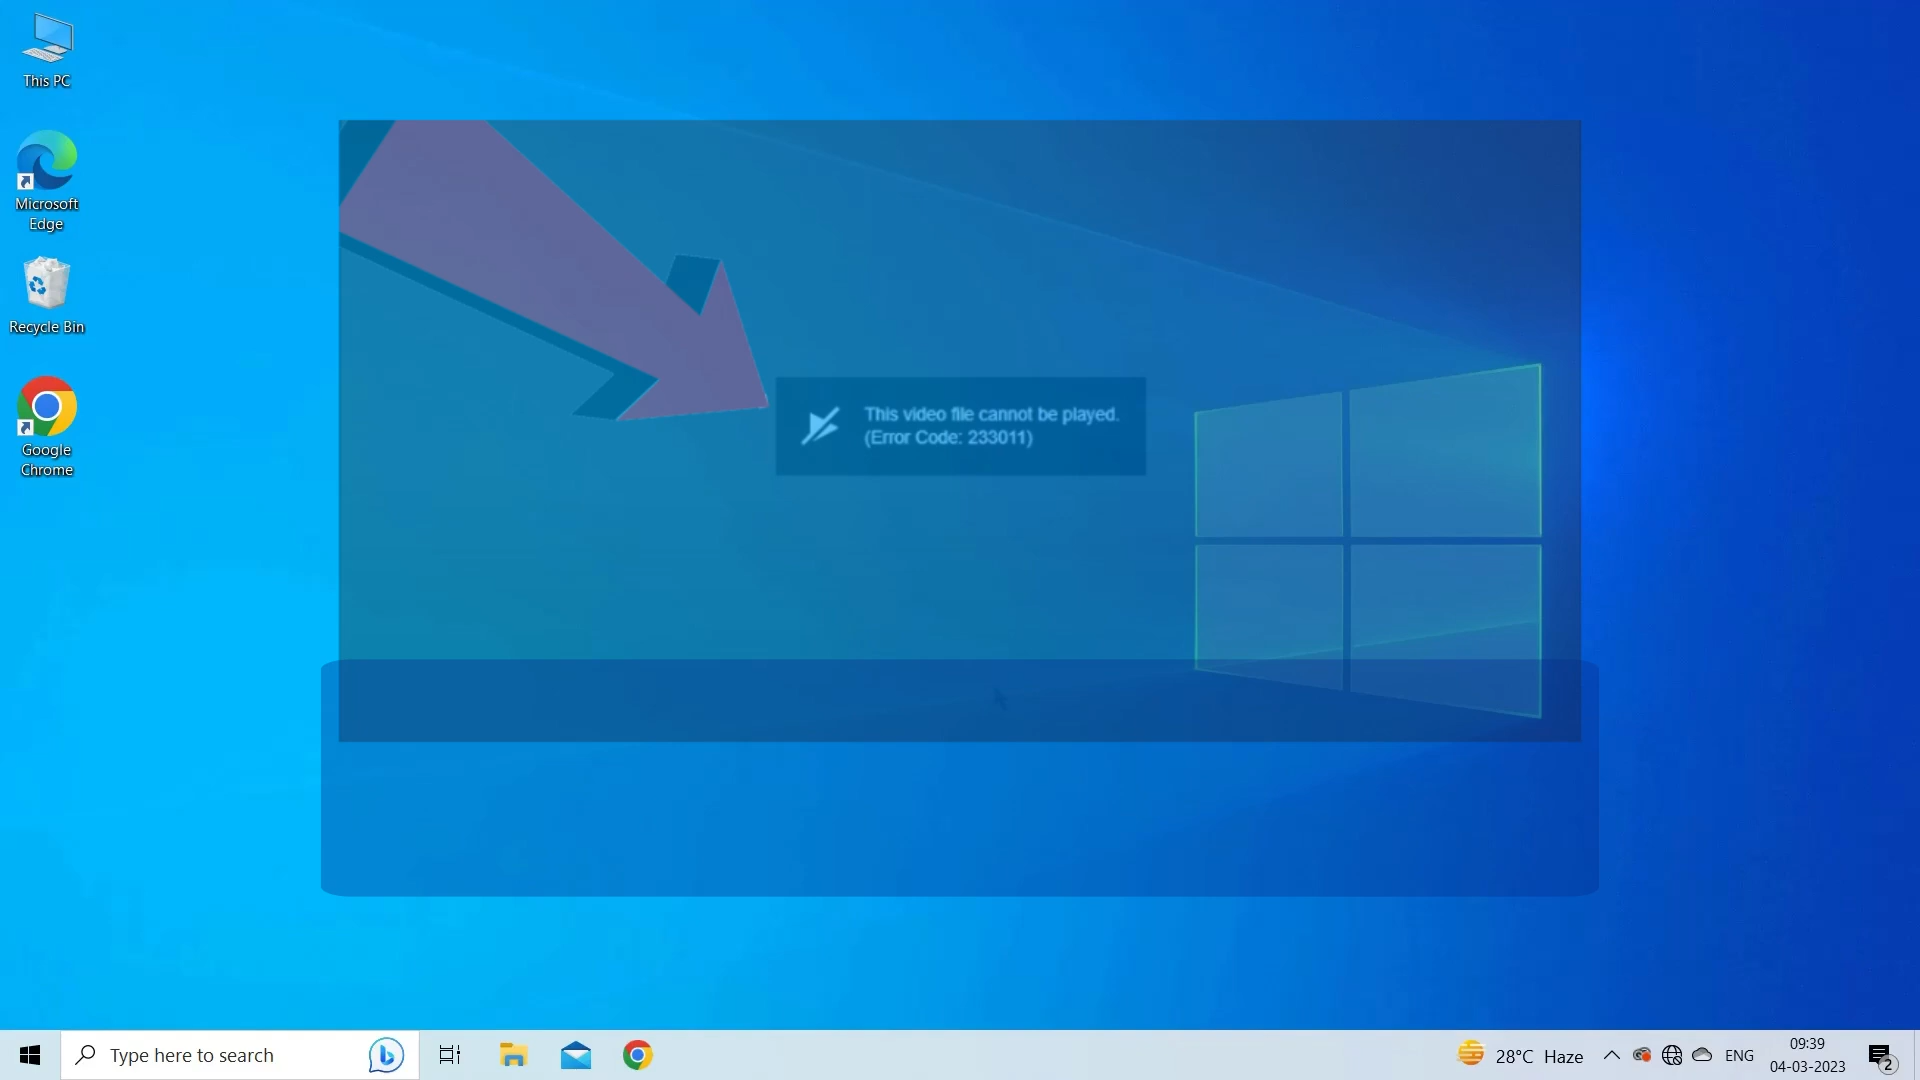 This PC
Microsoft
Edge
Recycle Bin
Google
Chrome
This video file cannot be played.
(Error Code: 233011)
Type here to search
28°C Haze
ENG
09:39
04-03-2023
2